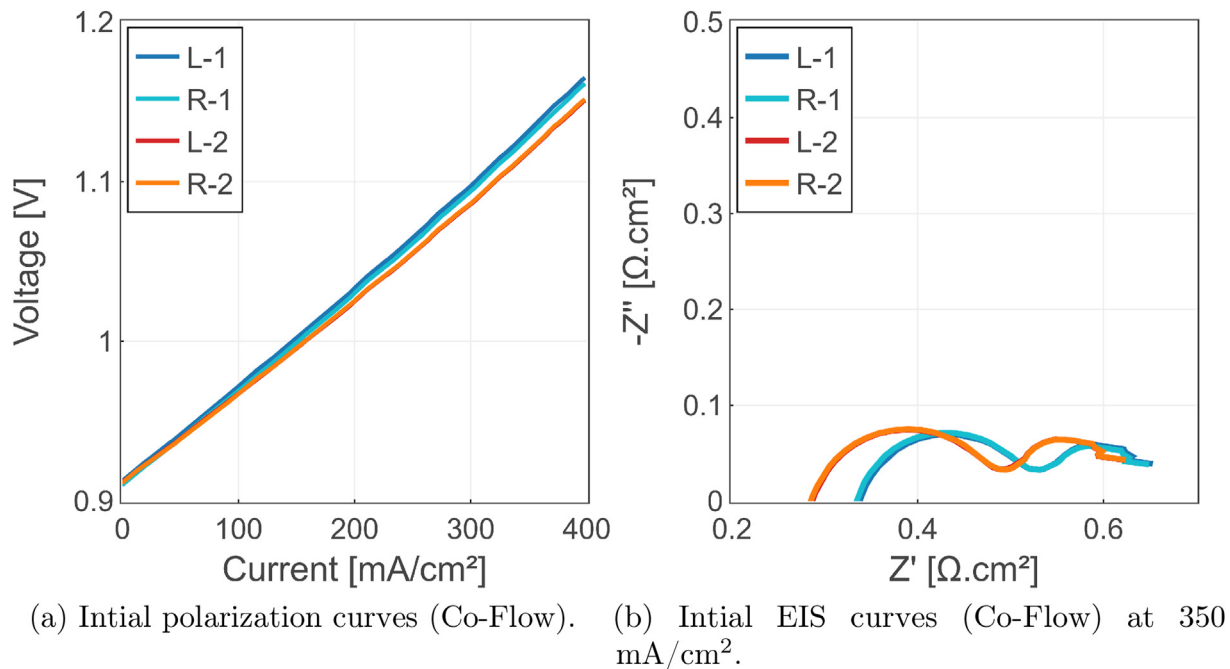 1.2
1.1
1
0.9
Voltage [V]
L-1
R-1
L-2
R-2
0
100
200
300
400
Current [mA/cm²]
0.5
0.4
0.3
0.2
0.1
0
-Z" [Ω.cm²]
L-1
R-1
L-2
R-2
0.2
0.4
0.6
Z' [Ω.cm²]
(a) Intial polarization curves (Co-Flow).
(b) Intial EIS curves (Co-Flow) at 350
mA/cm².